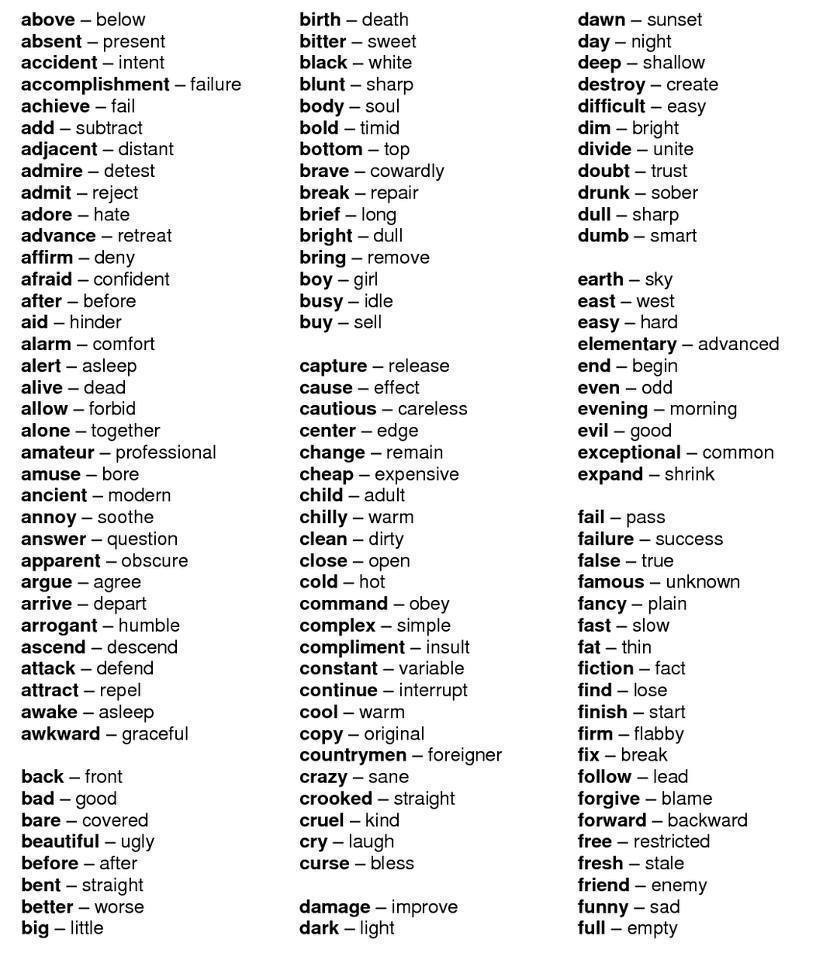 above – below
absent – present
accident – intent
accomplishment – failure
achieve – fail
add – subtract
adjacent – distant
admire – detest
admit – reject
adore – hate
advance – retreat
affirm – deny
afraid – confident
after – before
aid – hinder
alarm – comfort
alert – asleep
alive – dead
allow – forbid
alone – together
amateur – professional
amuse – bore
ancient – modern
annoy – soothe
answer – question
apparent – obscure
argue – agree
arrive – depart
arrogant – humble
ascend – descend
attack – defend
attract – repel
awake – asleep
awkward – graceful
back – front
bad – good
bare – covered
beautiful – ugly
before – after
bent – straight
better – worse
big – little
birth – death
bitter – sweet
black – white
blunt – sharp
body – soul
bold – timid
bottom – top
brave – cowardly
break – repair
brief – long
bright – dull
bring – remove
boy – girl
busy – idle
buy – sell
capture – release
cause – effect
cautious – careless
center – edge
change – remain
cheap – expensive
child – adult
chilly – warm
clean – dirty
close – open
cold – hot
command – obey
complex – simple
compliment – insult
constant – variable
continue – interrupt
cool – warm
copy – original
countrymen – foreigner
crazy – sane
crooked – straight
cruel – kind
cry – laugh
curse – bless
damage – improve
dark – light
dawn – sunset
day – night
deep – shallow
destroy – create
difficult – easy
dim – bright
divide – unite
doubt – trust
drunk – sober
dull – sharp
dumb – smart
earth – sky
east – west
easy – hard
elementary – advanced
end – begin
even – odd
evening – morning
evil – good
exceptional – common
expand – shrink
fail – pass
failure – success
false – true
famous – unknown
fancy – plain
fast – slow
fat – thin
fiction – fact
find – lose
finish – start
firm – flabby
fix – break
follow – lead
forgive – blame
forward – backward
free – restricted
fresh – stale
friend – enemy
funny – sad
full – empty